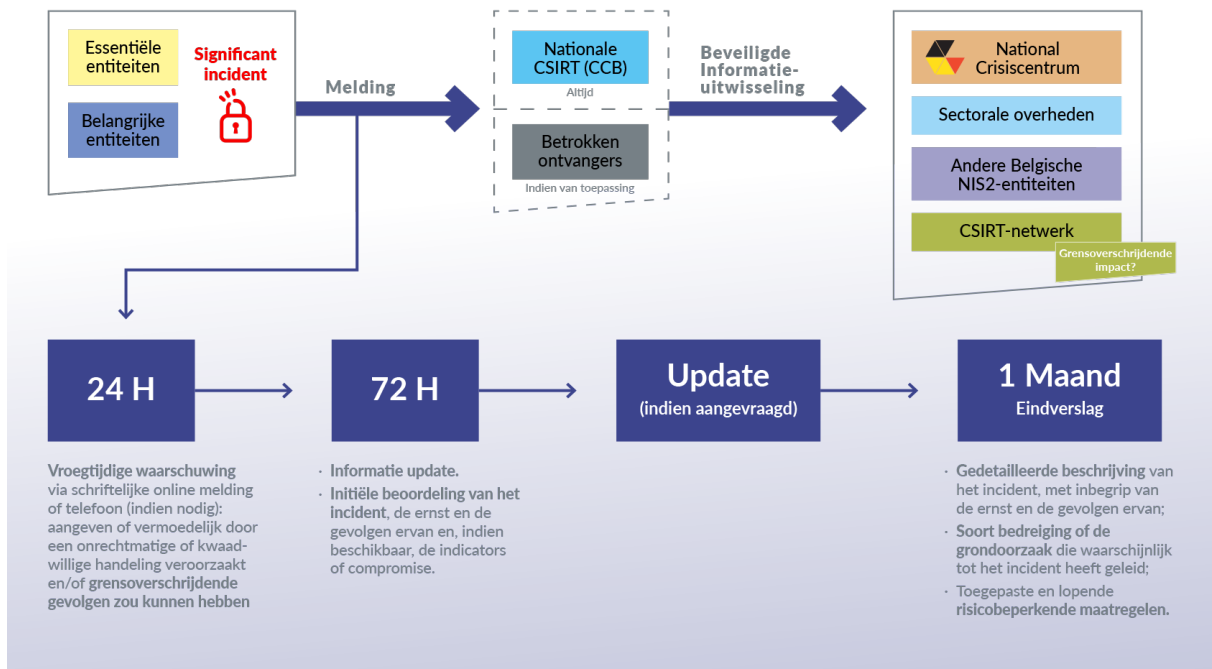 Essentiële
entiteiten
Significant
incident
Belangrijke
entiteiten
Melding
Nationale
CSIRT (CCB)
Altijd
Betrokken
ontvangers
Indien van toepassing
Beveiligde
Informatie-
uitwisseling
National
Crisiscentrum
Sectorale overheden
Andere Belgische
NIS2-entiteiten
CSIRT-netwerk
Grensoverschrijdende
impact?
24 H
72 H
Update
(indien aangevraagd)
1 Maand
Eindverslag
Vroegtijdige waarschuwing
via schriftelijke online melding
of telefoon (indien nodig):
aangeven of vermoedelijk door
een onrechtmatige of kwaad-
willige handeling veroorzaakt
en/of grensoverschrijdende
gevolgen zou kunnen hebben
· Informatie update.
· Initiële beoordeling van het
incident, de ernst en de
gevolgen ervan en, indien
beschikbaar, de indicators
of compromise.
· Gedetailleerde beschrijving van
het incident, met inbegrip van
de ernst en de gevolgen ervan;
· Soort bedreiging of de
grondoorzaak die waarschijnlijk
tot het incident heeft geleid;
· Toegepaste en lopende
risicobeperkende maatregelen.